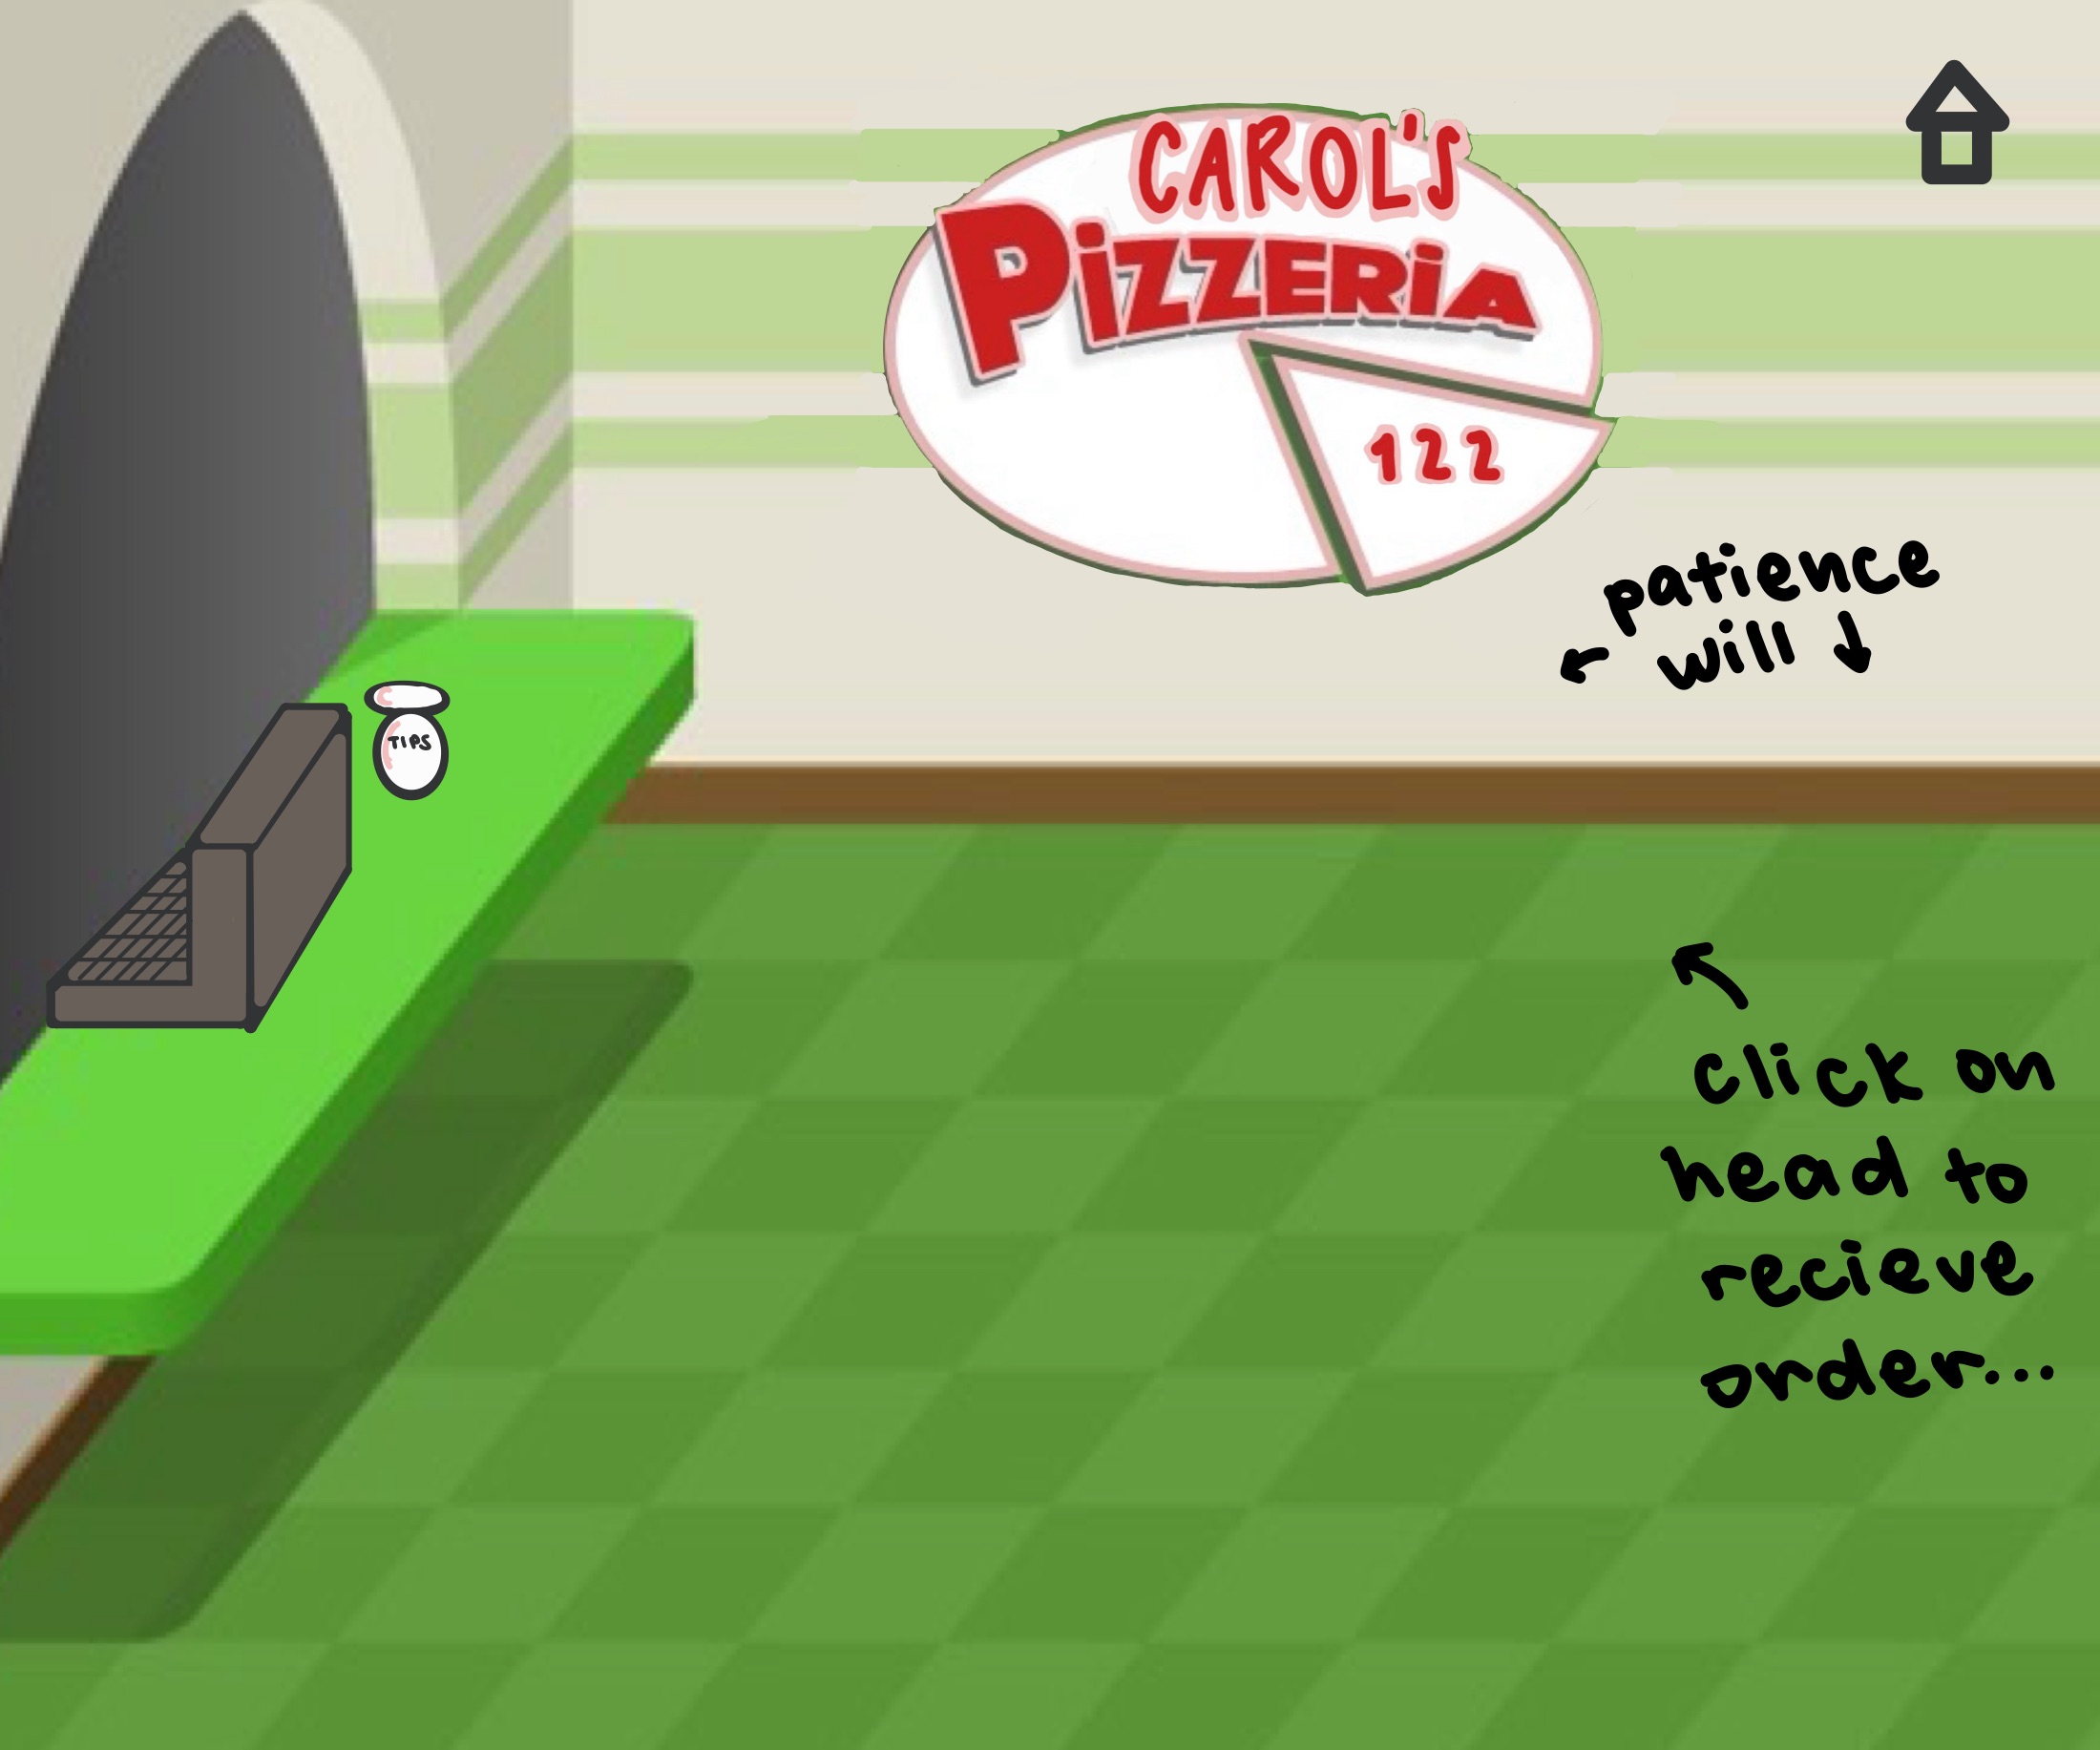 CAROL'S
PIZZERIA
122
patience
will
TIPS
click on
head to
recieve
order...